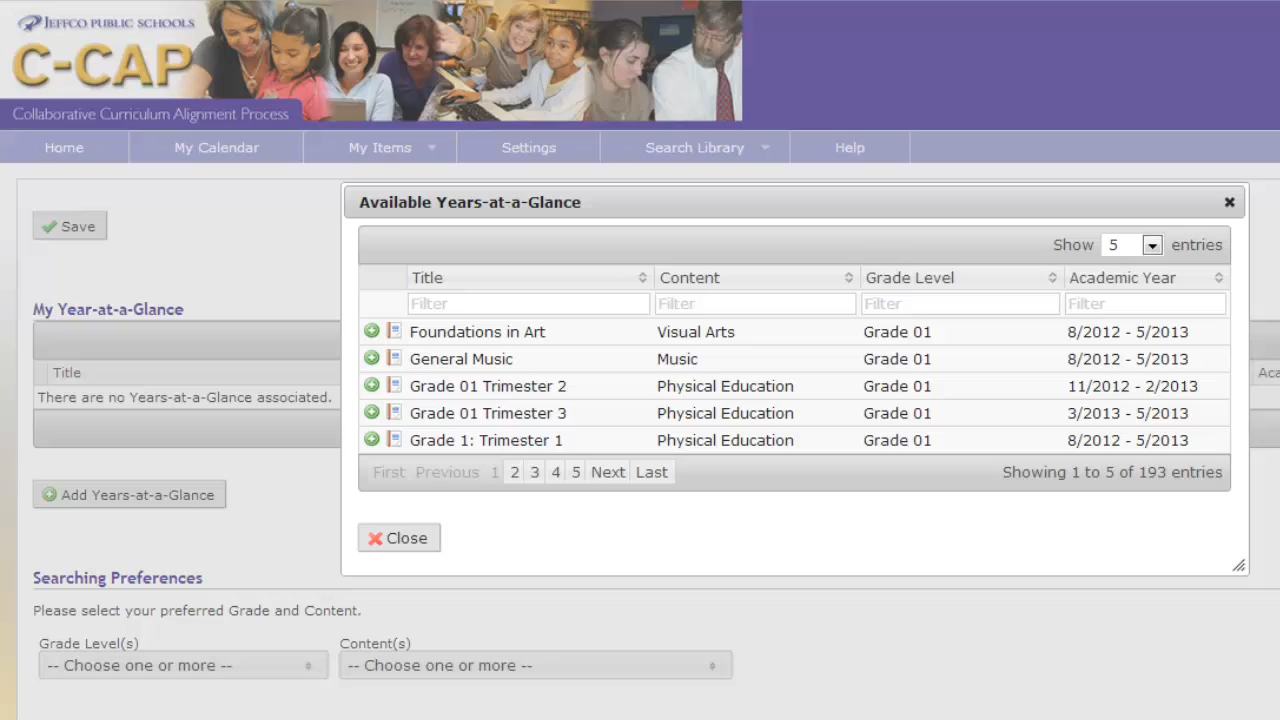 JEFFCO PUBLIC SCHOOLS
C-CAP
Collaborative Curriculum Alignment Process
Home My Calendar My Items Settings Search Library Help
Save
My Year-at-a-Glance
Title
There are no Years-at-a-Glance associated.
Add Years-at-a-Glance
Available Years-at-a-Glance
Show 5 entries
Title Content Grade Level Academic Year
Filter Filter Filter Filter
Foundations in Art Visual Arts Grade 01 8/2012 - 5/2013
General Music Music Grade 01 8/2012 - 5/2013
Grade 01 Trimester 2 Physical Education Grade 01 11/2012 - 2/2013
Grade 01 Trimester 3 Physical Education Grade 01 3/2013 - 5/2013
Grade 1: Trimester 1 Physical Education Grade 01 8/2012 - 5/2013
First Previous 1 2 3 4 5 Next Last Showing 1 to 5 of 193 entries
Close
Searching Preferences
Please select your preferred Grade and Content.
Grade Level(s) Content(s)
-- Choose one or more -- -- Choose one or more --